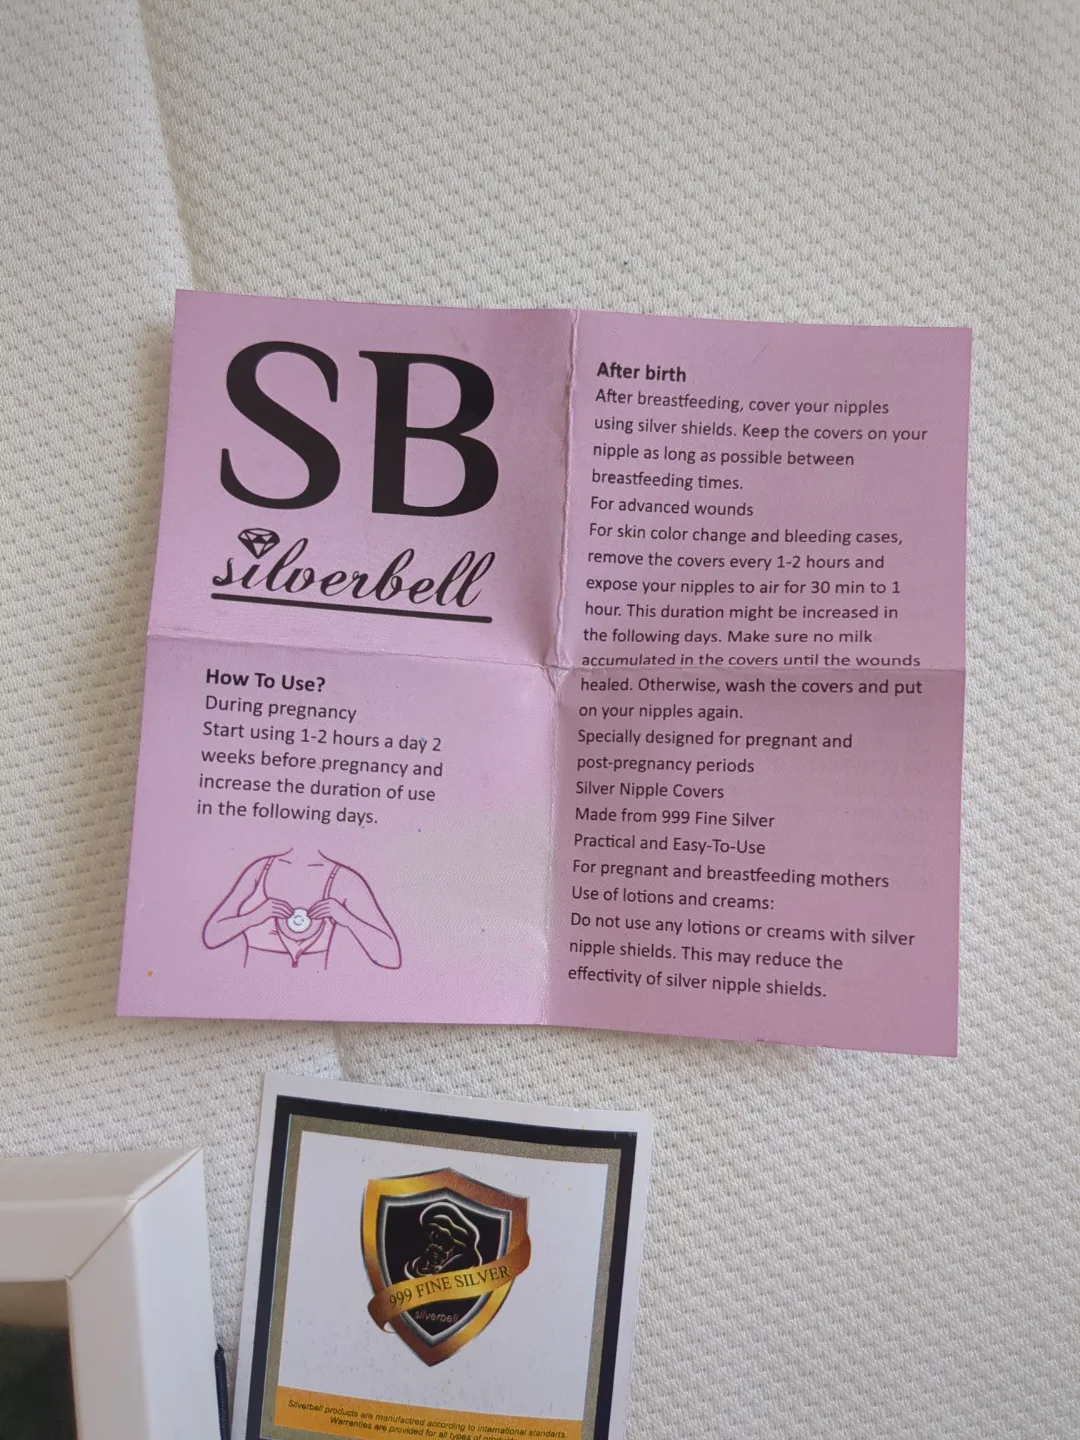 SB
silverbell
How To Use?
During pregnancy
Start using 1-2 hours a day 2
weeks before pregnancy and
increase the duration of use
in the following days.
After birth
After breastfeeding, cover your nipples
using silver shields. Keep the covers on your
nipple as long as possible between
breastfeeding times.
For advanced wounds
For skin color change and bleeding cases,
remove the covers every 1-2 hours and
expose your nipples to air for 30 min to 1
hour. This duration might be increased in
the following days. Make sure no milk
accumulated in the covers until the wounds
healed. Otherwise, wash the covers and put
on your nipples again.
Specially designed for pregnant and
post-pregnancy periods
Silver Nipple Covers
Made from 999 Fine Silver
Practical and Easy-To-Use
For pregnant and breastfeeding mothers
Use of lotions and creams:
Do not use any lotions or creams with silver
nipple shields. This may reduce the
effectivity of silver nipple shields.
999 FINE SILVER
silverbell
Silverbell products are manufactred according to international standarts.
Warranties are provided for all types of